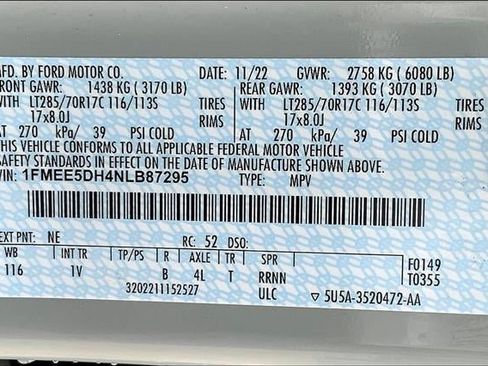 MFD. BY FORD MOTOR CO. DATE: 11/22 GVWR: 2758 KG ( 6080 LB)
FRONT GAWR: 1438 KG ( 3170 LB) REAR GAWR: 1393 KG ( 3070 LB)
WITH LT285/70R17C 116/113S TIRES WITH LT285/70R17C 116/113S TIRES
17x8.0J RIMS 17x8.0J RIMS
AT 270 kPa/ 39 PSI COLD AT 270 kPa/ 39 PSI COLD
THIS VEHICLE CONFORMS TO ALL APPLICABLE FEDERAL MOTOR VEHICLE
SAFETY STANDARDS IN EFFECT ON THE DATE OF MANUFACTURE SHOWN ABOVE.
VIN: 1FMEE5DH4NLB87295 TYPE: MPV
EXT PNT: NE RC: 52 DSO:
WB INT TR TP/PS R AXLE TR SPR F0149
116 1V B 4L T RRNN T0355
3202211152527 ULC ▽ 5U5A-3520472-AA